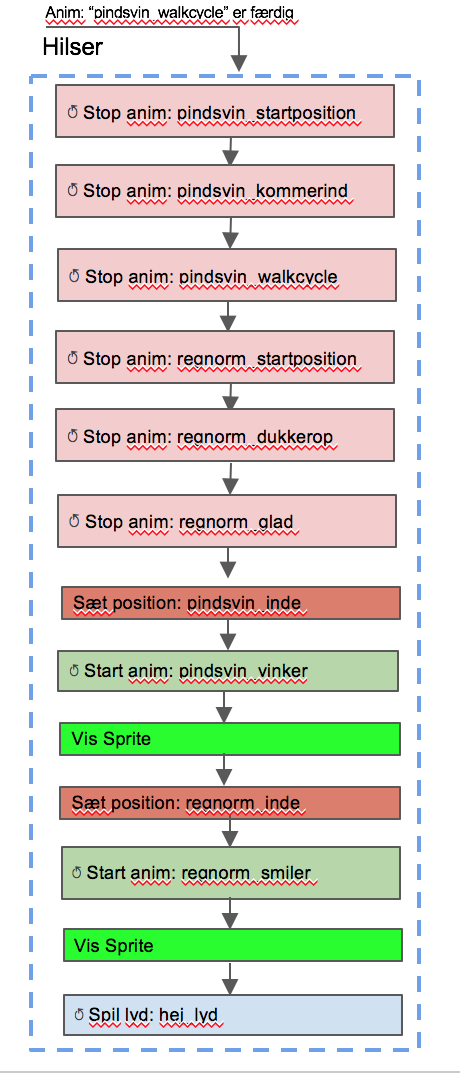 Anim: “pindsvin_walkcycle” er færdig
Hilser
Stop anim: pindsvin_startposition
Stop anim: pindsvin_kommerind
Stop anim: pindsvin_walkcycle
Stop anim: regnorm_startposition
Stop anim: regnorm_dukkerop
Stop anim: regnorm_glad
Sæt position: pindsvin_inde
Start anim: pindsvin_vinker
Vis Sprite
Sæt position: regnorm_inde
Start anim: regnorm_smiler
Vis Sprite
Spil lyd: hej_lyd